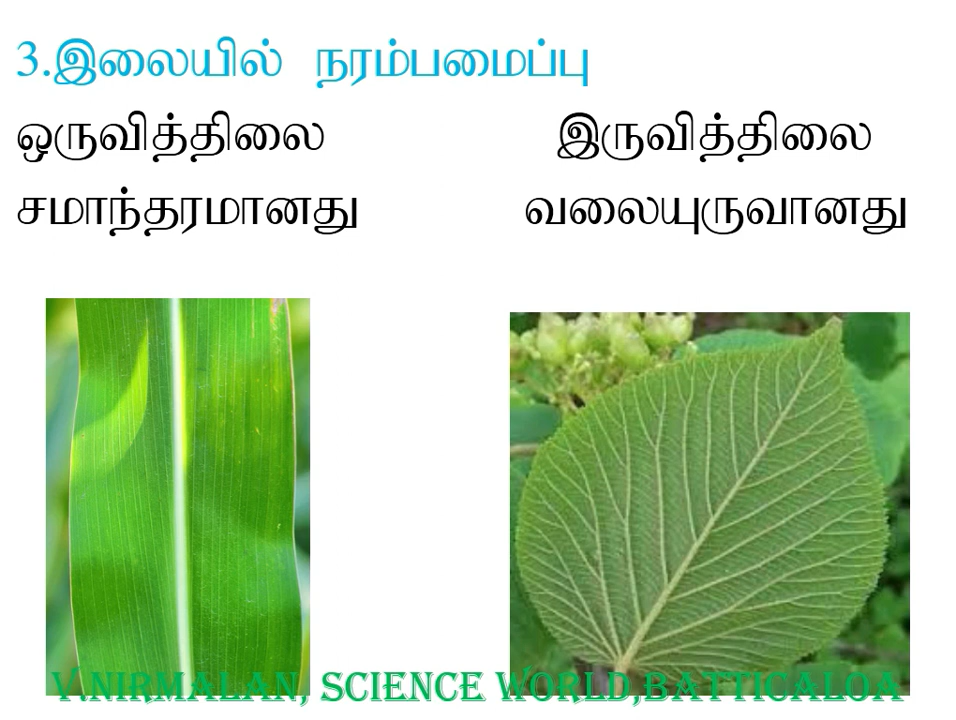 3.இலையில் நரம்பமைப்பு
ஒருவித்திலை இருவித்திலை
சமாந்தரமானது வலையுருவானது
V.NIRMALAN, SCIENCE WORLD,BATTICALOA